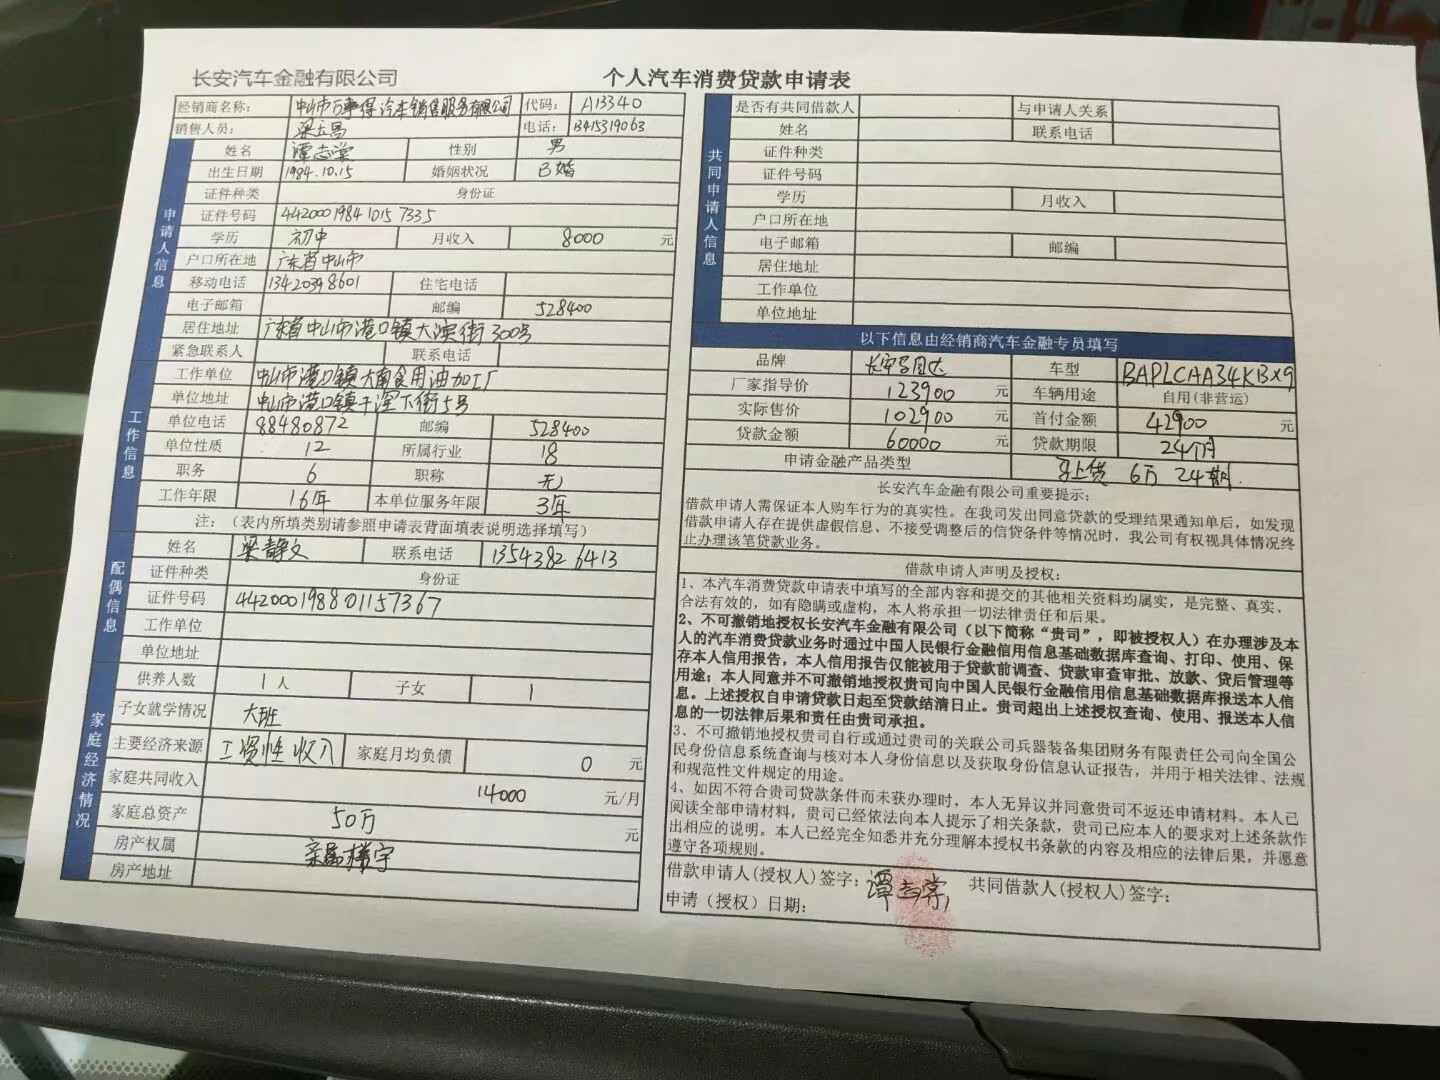 长安汽车金融有限公司
个人汽车消费贷款申请表
经销商名称: 中山市万事得汽车销售服务有限公司 代码: A13340
销售人员: 电话: 13415319063
申请人信息
姓名 谭志棠 性别 男
出生日期 1984.10.15 婚姻状况 已婚
证件种类 身份证
证件号码 442000198410157335
学历 初中 月收入 8000 元
户口所在地 广东省中山市
移动电话 13420398601 住宅电话
电子邮箱 邮编 528400
居住地址 广东省中山市港口镇大 街300号
紧急联系人 联系电话
工作信息
工作单位 中山市港口镇大南食用油加工厂
单位地址 中山市港口镇 下街5号
单位电话 88480872 邮编 528400
单位性质 12 所属行业 18
职务 6 职称 无
工作年限 16年 本单位服务年限 3年
注:(表内所填类别请参照申请表背面填表说明选择填写)
配偶信息
姓名 梁静文 联系电话 13543826413
证件种类 身份证
证件号码 442000198801157367
工作单位
单位地址
家庭经济情况
供养人数 1人 子女 1
子女就学情况 大班
主要经济来源 工资性收入 家庭月均负债 0 元
家庭共同收入 14000 元/月
家庭总资产 50万 元
房产权属
房产地址
共同申请人信息
是否有共同借款人 与申请人关系
姓名 联系电话
证件种类
证件号码
学历 月收入
户口所在地
电子邮箱 邮编
居住地址
工作单位
单位地址
以下信息由经销商汽车金融专员填写
品牌 长安马自达 车型 BAPLCAA34KBX9
厂家指导价 123900 元 车辆用途 自用(非营运)
实际售价 102900 元 首付金额 42900 元
贷款金额 60000 元 贷款期限 24个月
申请金融产品类型 马上贷 6万 24期.
长安汽车金融有限公司重要提示:
借款申请人需保证本人购车行为的真实性。在我司发出同意贷款的受理结果通知单后,如发现
借款申请人存在提供虚假信息、不接受调整后的信贷条件等情况时,我公司有权视具体情况终
止办理该笔贷款业务。
借款申请人声明及授权:
1、本汽车消费贷款申请表中填写的全部内容和提交的其他相关资料均属实,是完整、真实、
合法有效的,如有隐瞒或虚构,本人将承担一切法律责任和后果。
2、不可撤销地授权长安汽车金融有限公司(以下简称“贵司”,即被授权人)在办理涉及本
人的汽车消费贷款业务时通过中国人民银行金融信用信息基础数据库查询、打印、使用、保
存本人信用报告,本人信用报告仅能被用于贷款前调查、贷款审查审批、放款、贷后管理等
用途;本人同意并不可撤销地授权贵司向中国人民银行金融信用信息基础数据库报送本人信
息。上述授权自申请贷款日起至贷款结清日止。贵司超出上述授权查询、使用、报送本人信
息的一切法律后果和责任由贵司承担。
3、不可撤销地授权贵司自行或通过贵司的关联公司兵器装备集团财务有限责任公司向全国公
民身份信息系统查询与核对本人身份信息以及获取身份信息认证报告,并用于相关法律、法规
和规范性文件规定的用途。
4、如因不符合贵司贷款条件而未获办理时,本人无异议并同意贵司不返还申请材料。本人已
阅读全部申请材料,贵司已经依法向本人提示了相关条款,贵司已应本人的要求对上述条款作
出相应的说明。本人已经完全知悉并充分理解本授权书条款的内容及相应的法律后果,并愿意
遵守各项规则。
借款申请人(授权人)签字: 谭志棠 共同借款人(授权人)签字:
申请(授权)日期: